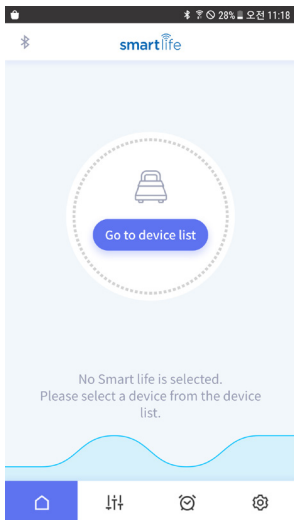 28% 오전 11:18
smartlife
Go to device list
No Smart life is selected.
Please select a device from the device
list.